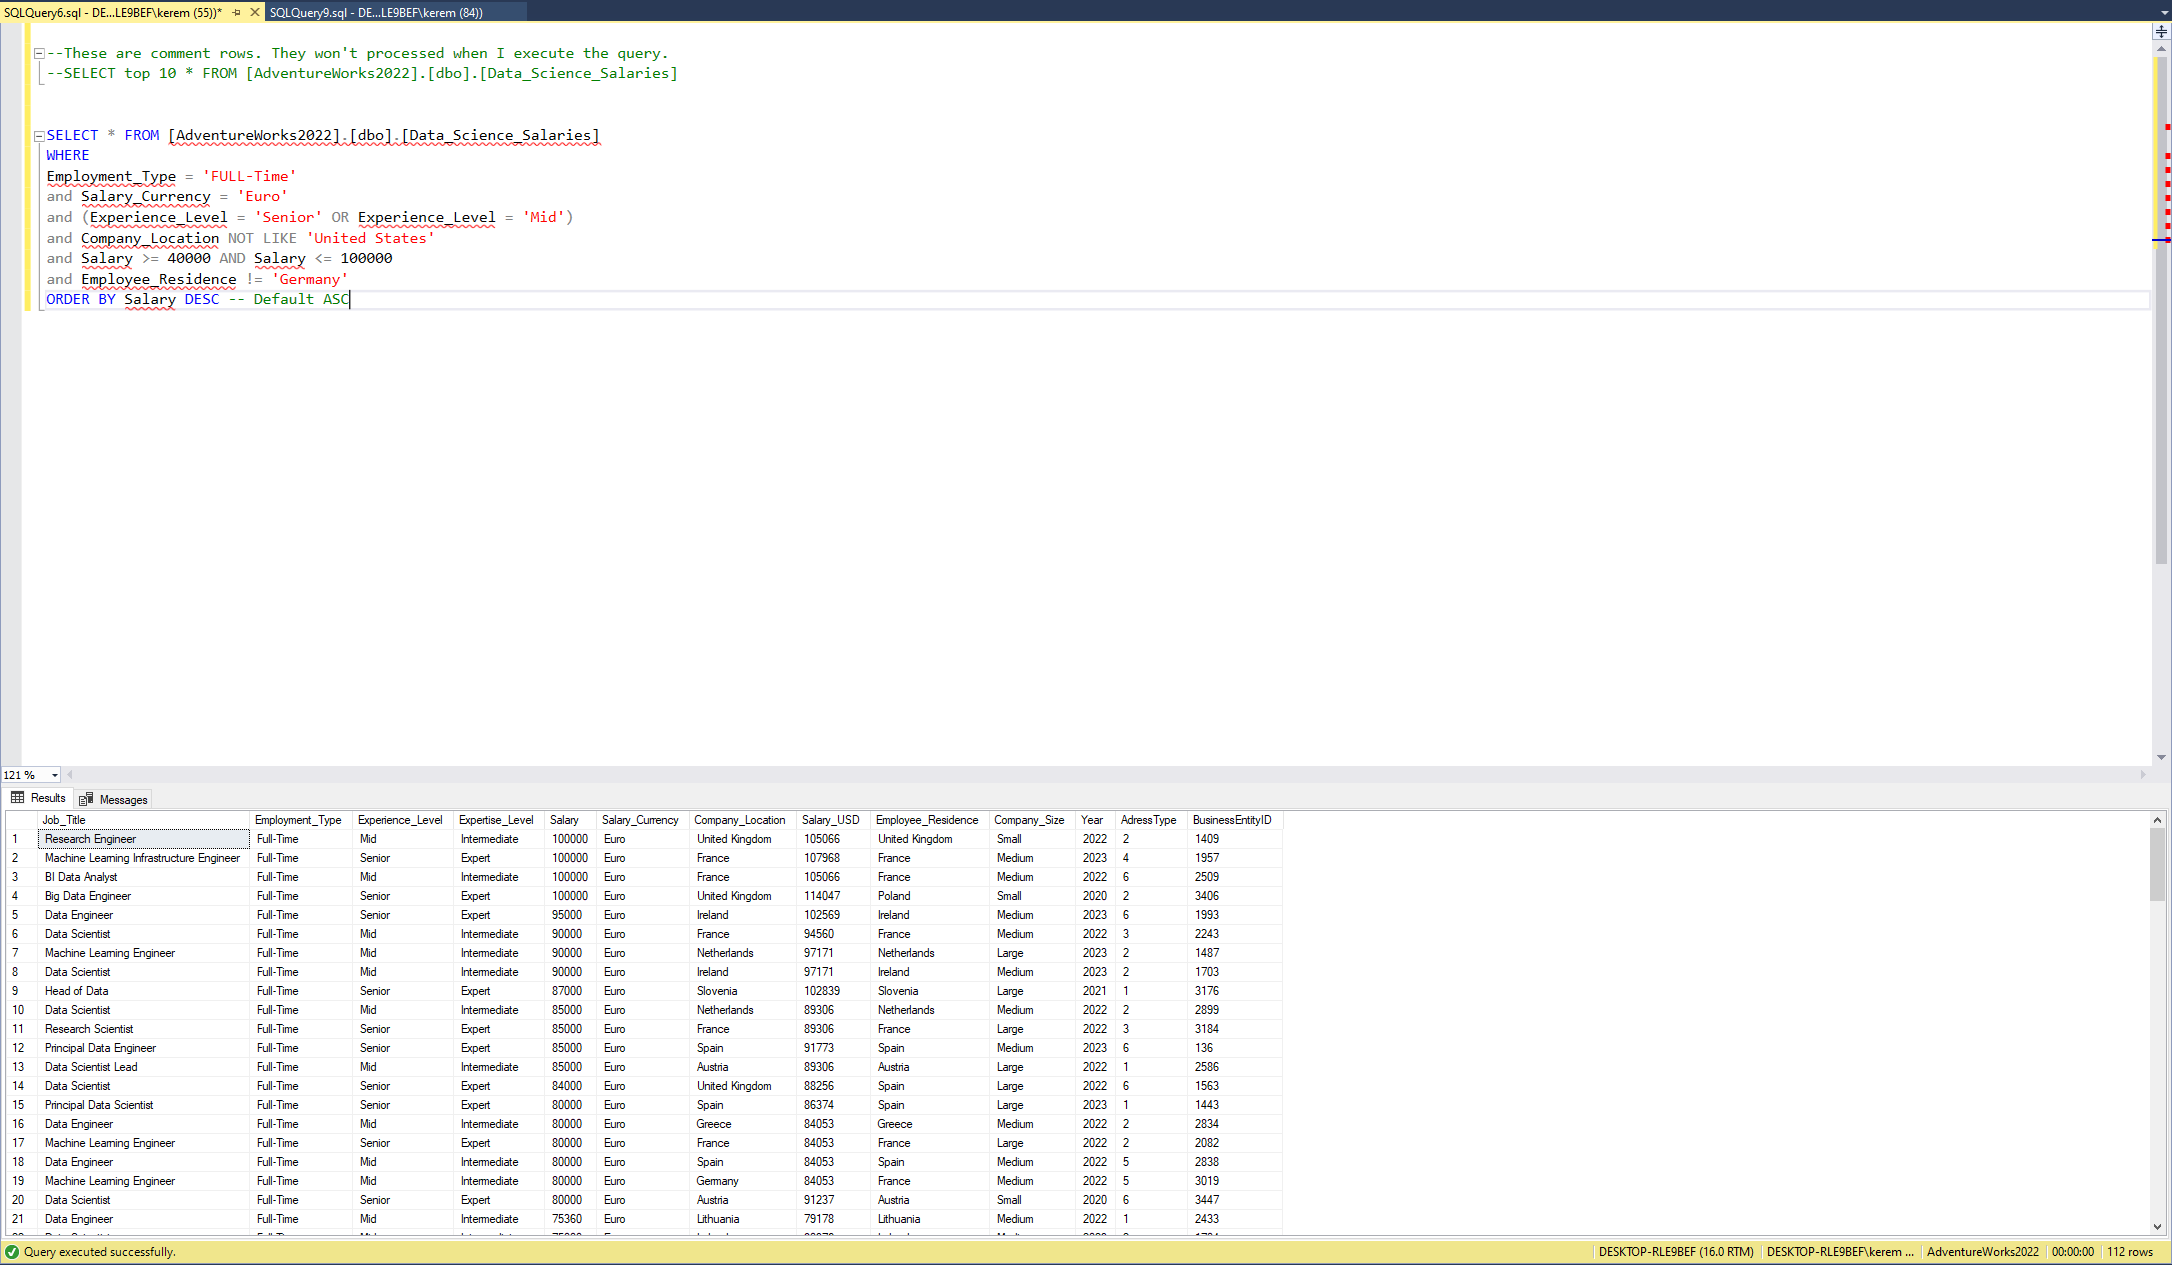 SQLQuery6.sql - DE...LE9BEF\kerem (55))* SQLQuery9.sql - DE...LE9BEF\kerem (84))
--These are comment rows. They won't processed when I execute the query.
--SELECT top 10 * FROM [AdventureWorks2022].[dbo].[Data_Science_Salaries]
SELECT * FROM [AdventureWorks2022].[dbo].[Data_Science_Salaries]
WHERE
Employment_Type = 'FULL-Time'
and Salary_Currency = 'Euro'
and (Experience_Level = 'Senior' OR Experience_Level = 'Mid')
and Company_Location NOT LIKE 'United States'
and Salary >= 40000 AND Salary <= 100000
and Employee_Residence != 'Germany'
ORDER BY Salary DESC -- Default ASC
121 %
Results Messages
Job_Title Employment_Type Experience_Level Expertise_Level Salary Salary_Currency Company_Location Salary_USD Employee_Residence Company_Size Year AdressType BusinessEntityID
1 Research Engineer Full-Time Mid Intermediate 100000 Euro United Kingdom 105066 United Kingdom Small 2022 2 1409
2 Machine Learning Infrastructure Engineer Full-Time Senior Expert 100000 Euro France 107968 France Medium 2023 4 1957
3 BI Data Analyst Full-Time Mid Intermediate 100000 Euro France 105066 France Medium 2022 6 2509
4 Big Data Engineer Full-Time Senior Expert 100000 Euro United Kingdom 114047 Poland Small 2020 2 3406
5 Data Engineer Full-Time Senior Expert 95000 Euro Ireland 102569 Ireland Medium 2023 6 1993
6 Data Scientist Full-Time Mid Intermediate 90000 Euro France 94560 France Medium 2022 3 2243
7 Machine Learning Engineer Full-Time Mid Intermediate 90000 Euro Netherlands 97171 Netherlands Large 2023 2 1487
8 Data Scientist Full-Time Mid Intermediate 90000 Euro Ireland 97171 Ireland Medium 2023 2 1703
9 Head of Data Full-Time Senior Expert 87000 Euro Slovenia 102839 Slovenia Large 2021 1 3176
10 Data Scientist Full-Time Mid Intermediate 85000 Euro Netherlands 89306 Netherlands Medium 2022 2 2899
11 Research Scientist Full-Time Senior Expert 85000 Euro France 89306 France Large 2022 3 3184
12 Principal Data Engineer Full-Time Senior Expert 85000 Euro Spain 91773 Spain Medium 2023 6 136
13 Data Scientist Lead Full-Time Mid Intermediate 85000 Euro Austria 89306 Austria Large 2022 1 2586
14 Data Scientist Full-Time Senior Expert 84000 Euro United Kingdom 88256 Spain Large 2022 6 1563
15 Principal Data Scientist Full-Time Senior Expert 80000 Euro Spain 86374 Spain Large 2023 1 1443
16 Data Engineer Full-Time Mid Intermediate 80000 Euro Greece 84053 Greece Medium 2022 2 2834
17 Machine Learning Engineer Full-Time Senior Expert 80000 Euro France 84053 France Large 2022 2 2082
18 Data Engineer Full-Time Mid Intermediate 80000 Euro Spain 84053 Spain Medium 2022 5 2838
19 Machine Learning Engineer Full-Time Mid Intermediate 80000 Euro Germany 84053 France Medium 2022 5 3019
20 Data Scientist Full-Time Senior Expert 80000 Euro Austria 91237 Austria Small 2020 6 3447
21 Data Engineer Full-Time Mid Intermediate 75360 Euro Lithuania 79178 Lithuania Medium 2022 1 2433
Query executed successfully. DESKTOP-RLE9BEF (16.0 RTM) DESKTOP-RLE9BEF\kerem ... AdventureWorks2022 00:00:00 112 rows